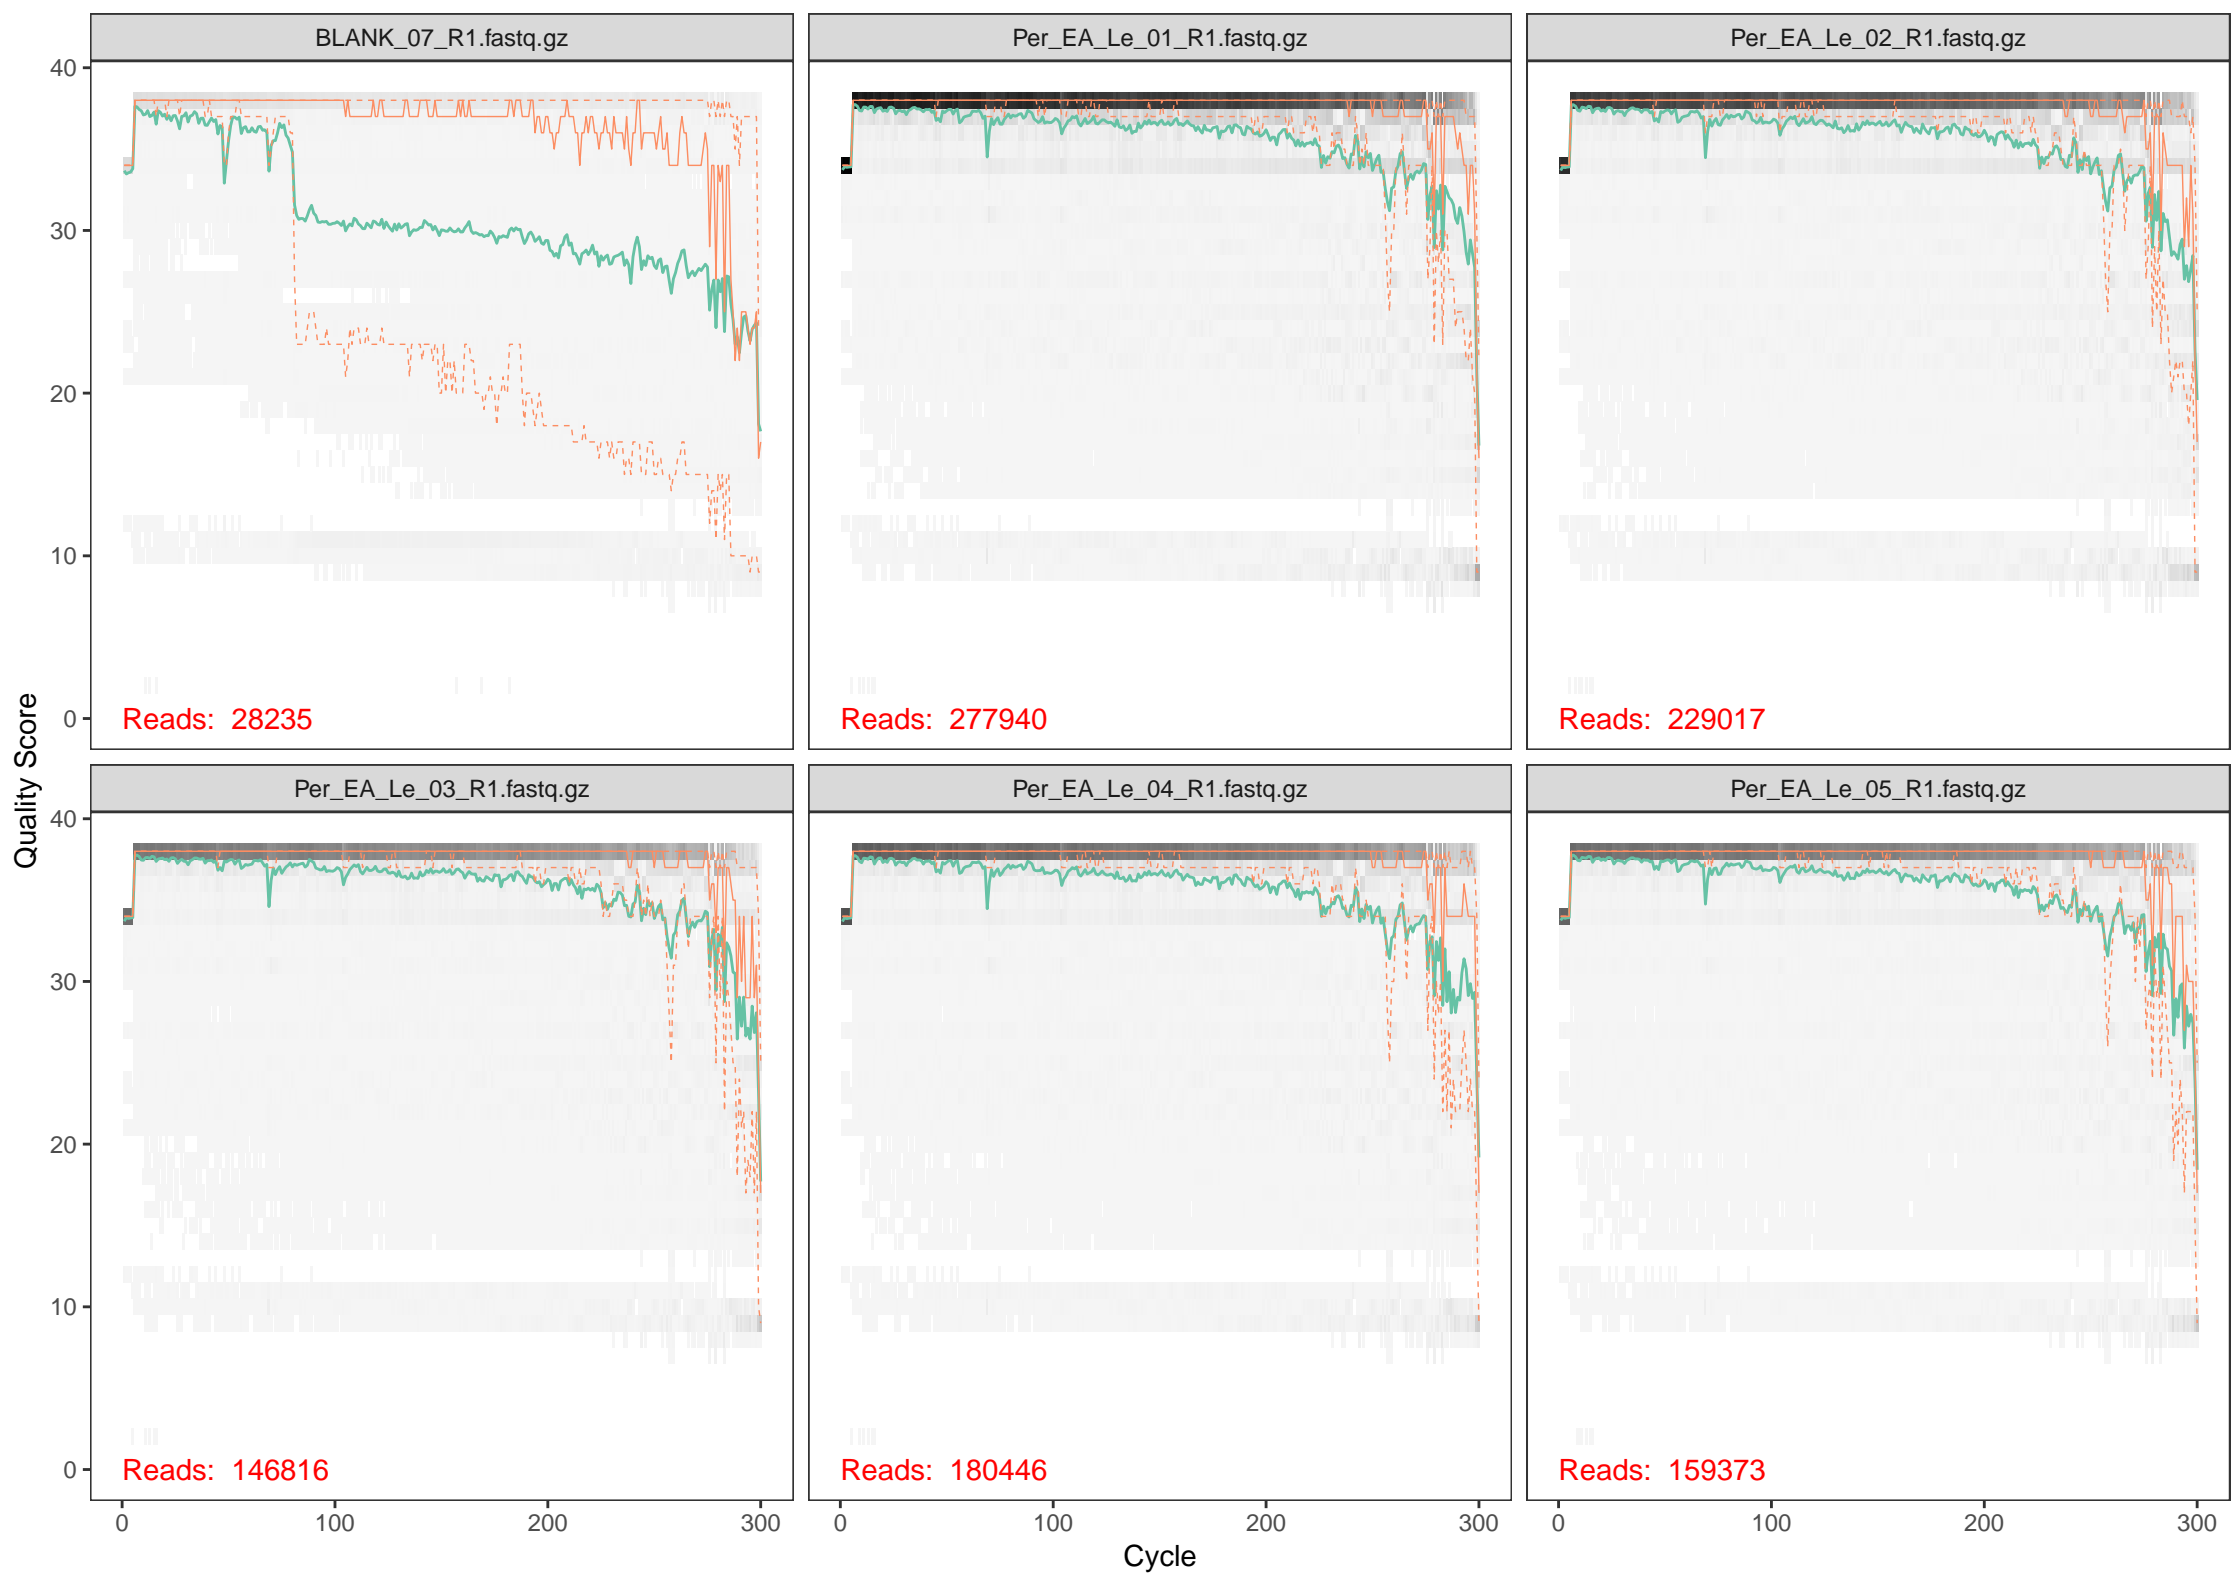 BLANK_07_R1.fastq.gz
Per_EA_Le_01_R1.fastq.gz
Per_EA_Le_02_R1.fastq.gz
40
30
20
10
0
Reads: 28235
Reads: 277940
Reads: 229017
Quality Score
Per_EA_Le_03_R1.fastq.gz
Per_EA_Le_04_R1.fastq.gz
Per_EA_Le_05_R1.fastq.gz
40
30
20
10
0
Reads: 146816
Reads: 180446
Reads: 159373
0 100 200 300
0 100 200 300
0 100 200 300
Cycle